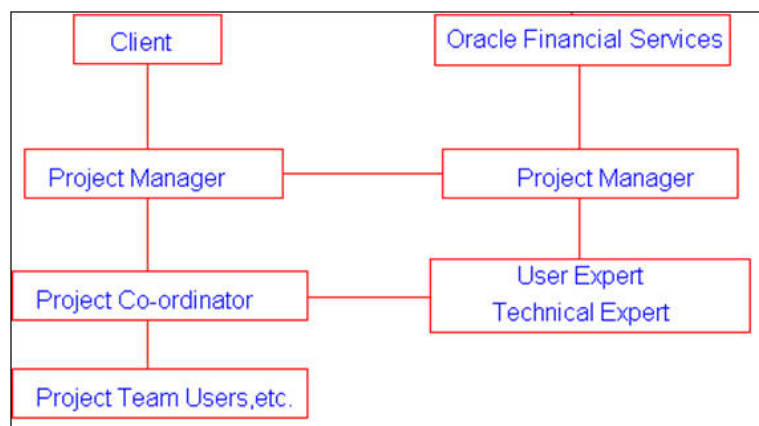 Client
Oracle Financial Services
Project Manager
Project Manager
Project Co-ordinator
User Expert
Technical Expert
Project Team Users,etc.